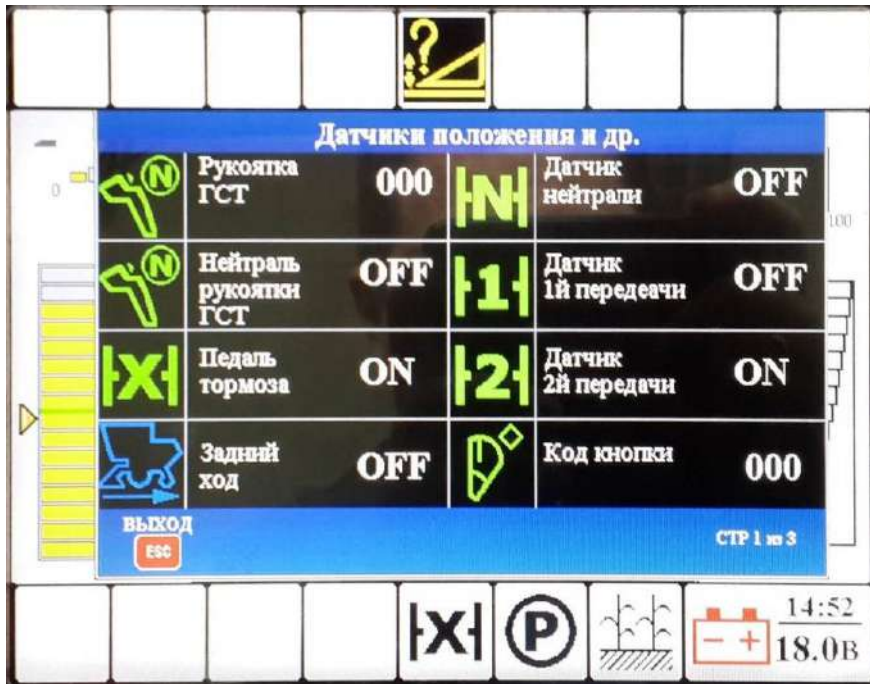 ?
Датчики положения и др.
N
Рукоятка
ГСТ
000
N
Датчик
нейтрали
OFF
N
Нейтраль
рукоятки
ГСТ
OFF
1
Датчик
1й передеачи
OFF
X
Педаль
тормоза
ON
2
Датчик
2й передачи
ON
Задний
ход
OFF
Код кнопки
000
ВЫХОД
ESC
СТР 1 из 3
0
100
X
P
- +
14:52
18.0В